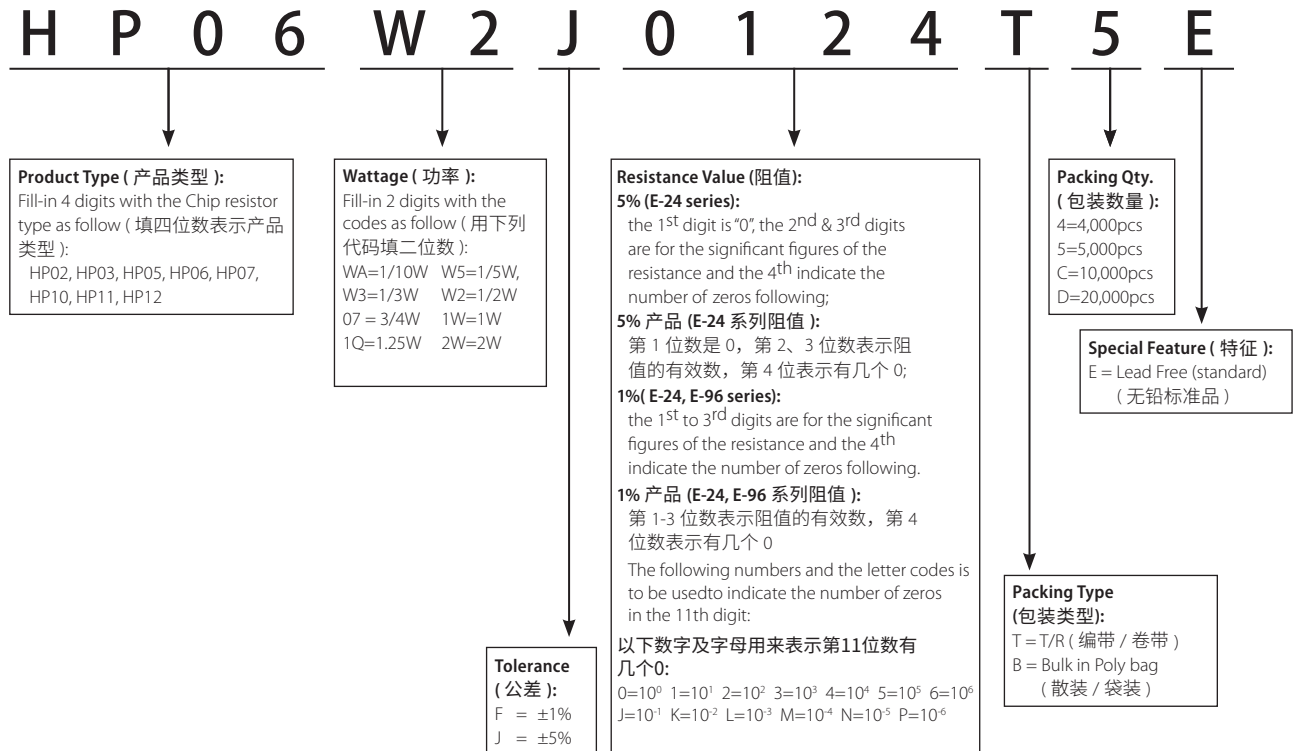 H P 0 6 W 2 J 0 1 2 4 T 5 E
Product Type ( 产品类型 ):
Fill-in 4 digits with the Chip resistor
type as follow ( 填四位数表示产品
类型 ):
HP02, HP03, HP05, HP06, HP07,
HP10, HP11, HP12
Wattage ( 功率 ):
Fill-in 2 digits with the
codes as follow ( 用下列
代码填二位数 ):
WA=1/10W W5=1/5W,
W3=1/3W W2=1/2W
07 = 3/4W 1W=1W
1Q=1.25W 2W=2W
Tolerance
( 公差 ):
F = ±1%
J = ±5%
Resistance Value (阻值):
5% (E-24 series):
the 1st digit is “0”, the 2nd & 3rd digits
are for the significant figures of the
resistance and the 4th indicate the
number of zeros following;
5% 产品 (E-24 系列阻值 ):
第 1 位数是 0，第 2、3 位数表示阻
值的有效数，第 4 位表示有几个 0;
1%( E-24, E-96 series):
the 1st to 3rd digits are for the significant
figures of the resistance and the 4th
indicate the number of zeros following.
1% 产品 (E-24, E-96 系列阻值 ):
第 1-3 位数表示阻值的有效数，第 4
位数表示有几个 0
The following numbers and the letter codes is
to be usedto indicate the number of zeros
in the 11th digit:
以下数字及字母用来表示第11位数有
几个0:
0=10⁰ 1=10¹ 2=10² 3=10³ 4=10⁴ 5=10⁵ 6=10⁶
J=10⁻¹ K=10⁻² L=10⁻³ M=10⁻⁴ N=10⁻⁵ P=10⁻⁶
Packing Type
(包装类型):
T = T/R ( 编带 / 卷带 )
B = Bulk in Poly bag
( 散装 / 袋装 )
Packing Qty.
( 包装数量 ):
4=4,000pcs
5=5,000pcs
C=10,000pcs
D=20,000pcs
Special Feature ( 特征 ):
E = Lead Free (standard)
( 无铅标准品 )